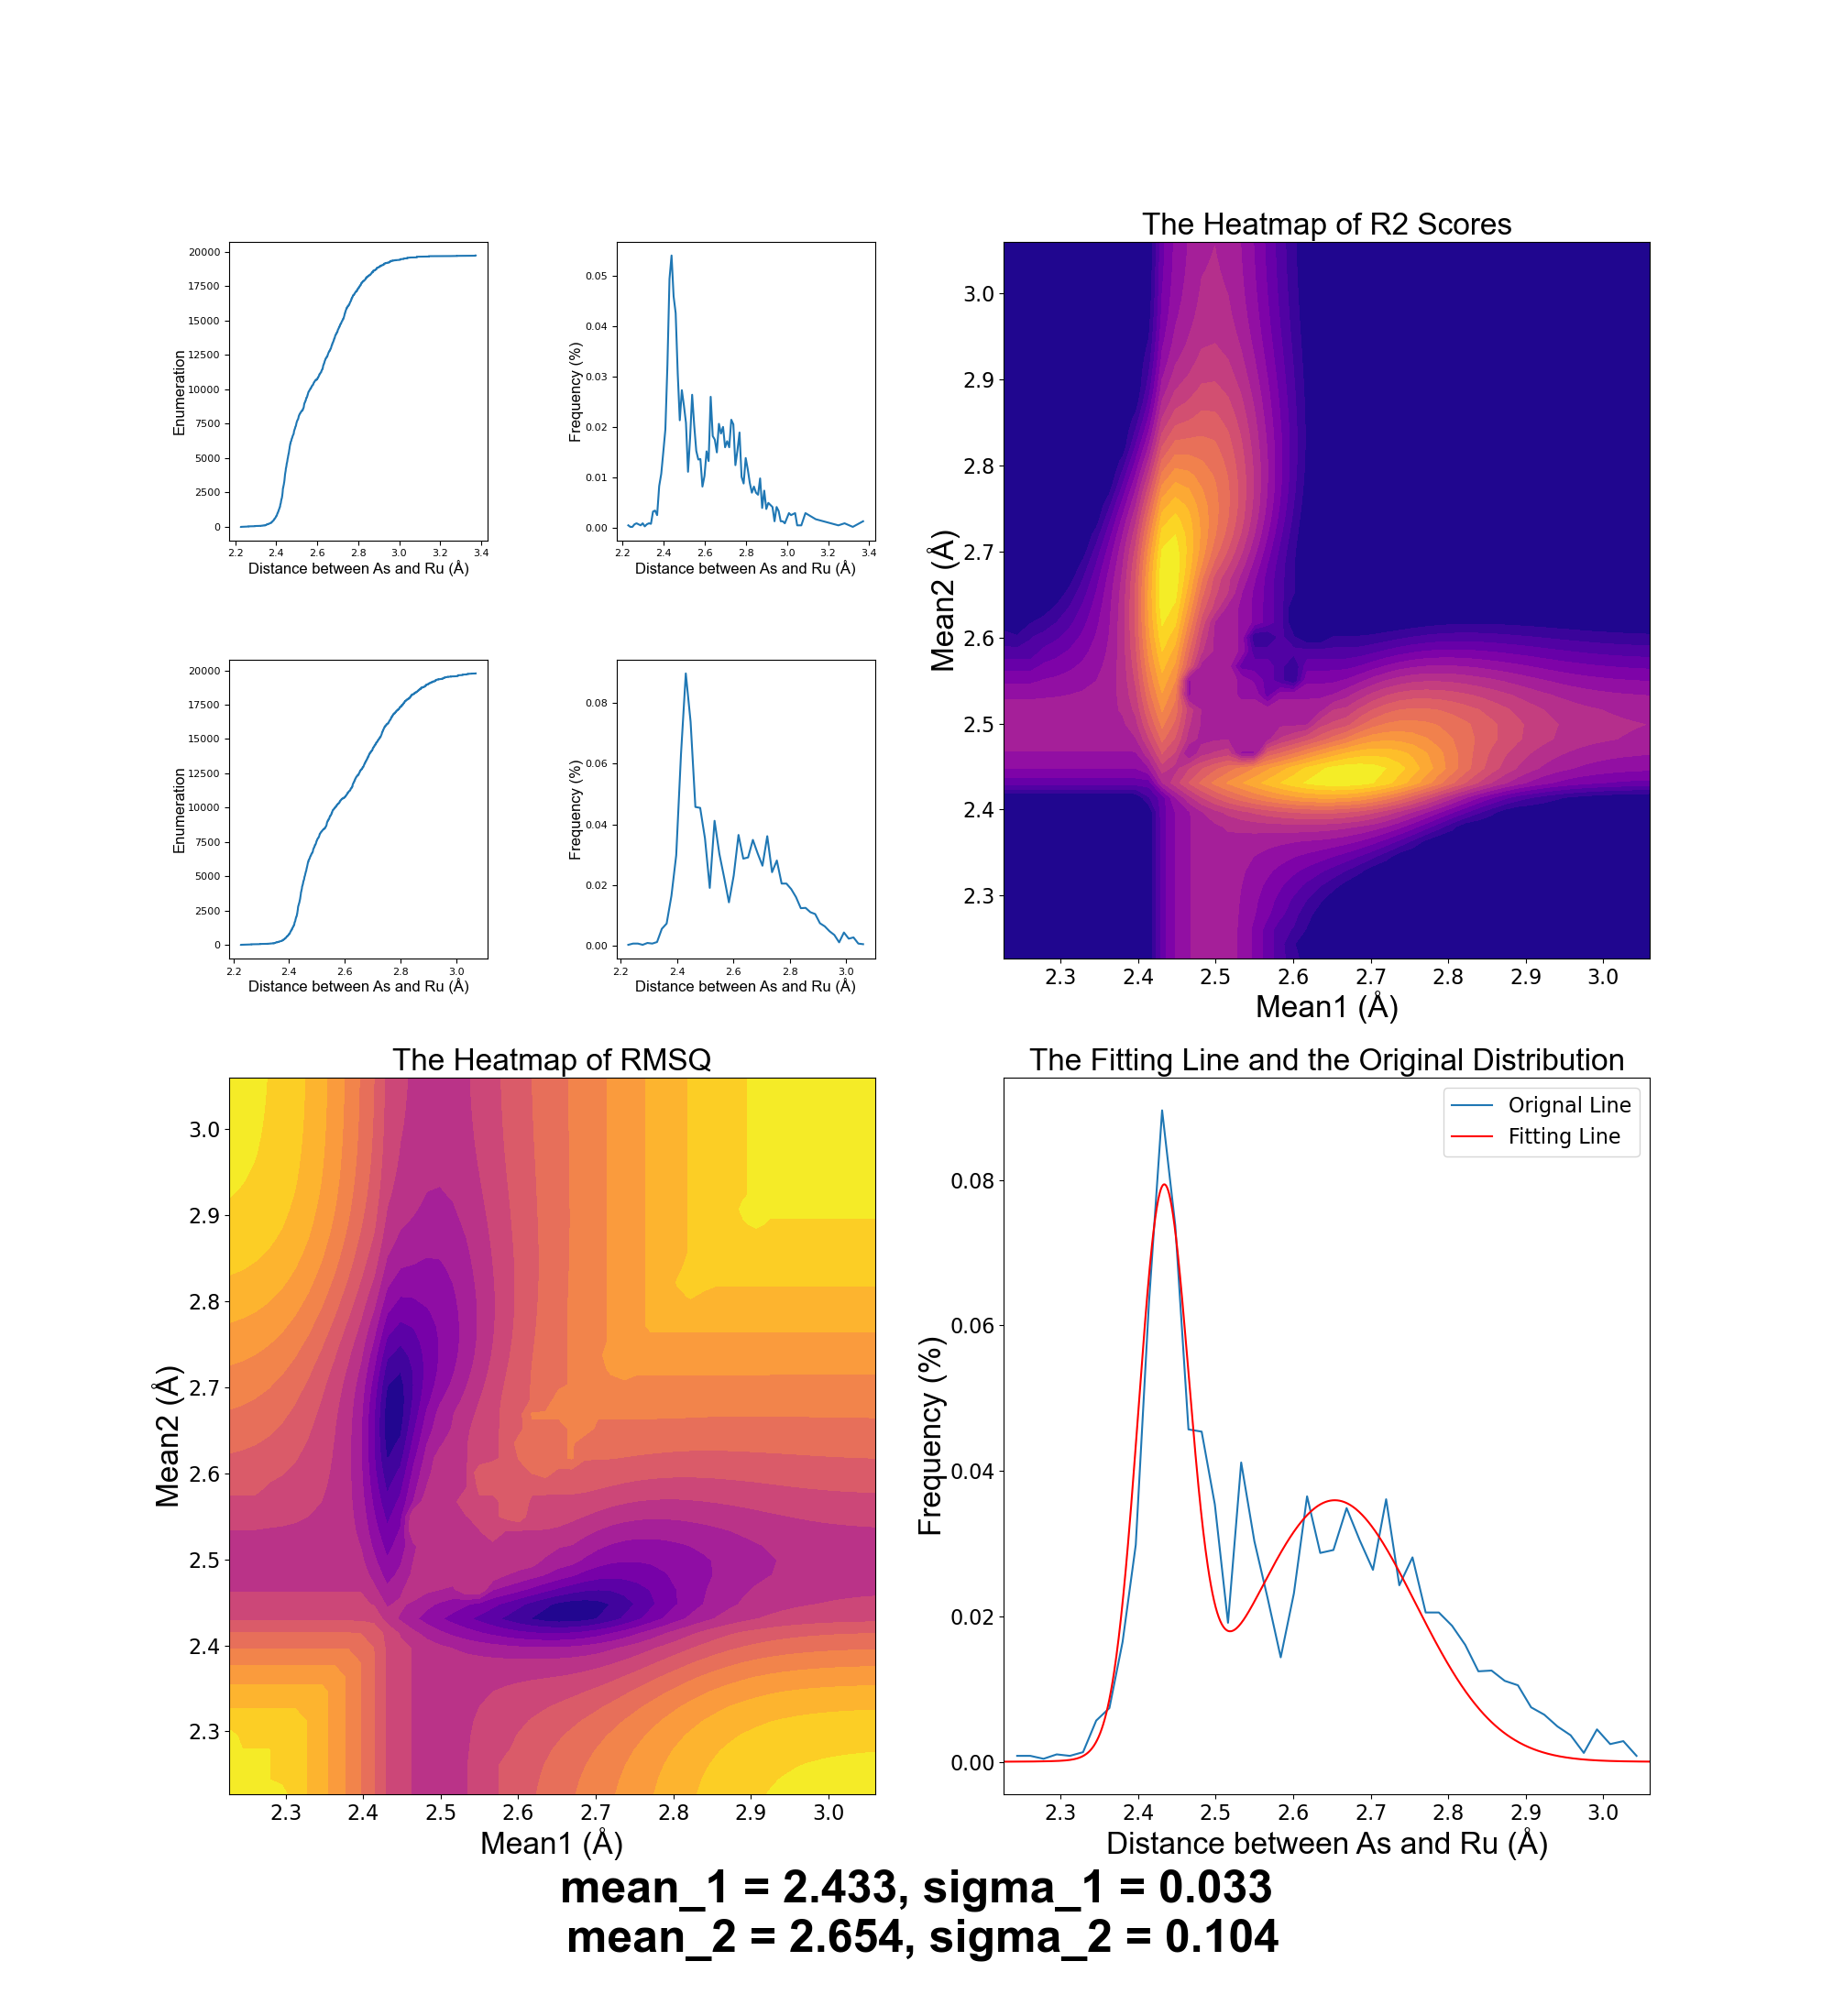 The Heatmap of R2 Scores
20000
17500
15000
12500
10000
7500
5000
2500
0
Enumeration
2.2 2.4 2.6 2.8 3.0 3.2 3.4
Distance between As and Ru (Å)
0.05
0.04
0.03
0.02
0.01
0.00
Frequency (%)
2.2 2.4 2.6 2.8 3.0 3.2 3.4
Distance between As and Ru (Å)
20000
17500
15000
12500
10000
7500
5000
2500
0
Enumeration
2.2 2.4 2.6 2.8 3.0
Distance between As and Ru (Å)
0.08
0.06
0.04
0.02
0.00
Frequency (%)
2.2 2.4 2.6 2.8 3.0
Distance between As and Ru (Å)
3.0
2.9
2.8
2.7
2.6
2.5
2.4
2.3
Mean2 (Å)
2.3 2.4 2.5 2.6 2.7 2.8 2.9 3.0
Mean1 (Å)
The Heatmap of RMSQ
3.0
2.9
2.8
2.7
2.6
2.5
2.4
2.3
Mean2 (Å)
2.3 2.4 2.5 2.6 2.7 2.8 2.9 3.0
Mean1 (Å)
The Fitting Line and the Original Distribution
Orignal Line
Fitting Line
0.08
0.06
0.04
0.02
0.00
Frequency (%)
2.3 2.4 2.5 2.6 2.7 2.8 2.9 3.0
Distance between As and Ru (Å)
mean_1 = 2.433, sigma_1 = 0.033
mean_2 = 2.654, sigma_2 = 0.104